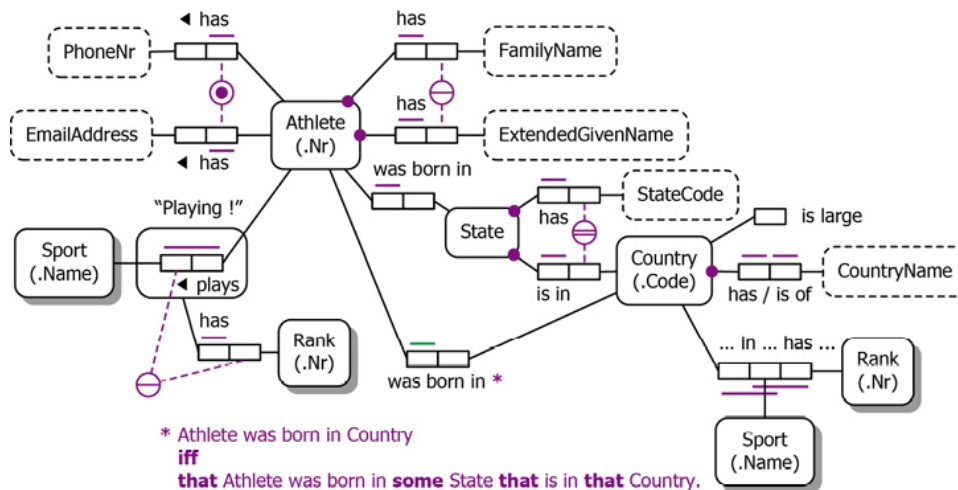 ◄ has
has
PhoneNr
FamilyName
EmailAddress
Athlete
(.Nr)
has
ExtendedGivenName
◄ has
was born in
"Playing !"
has
StateCode
State
is large
Sport
(.Name)
◄ plays
is in
Country
(.Code)
has / is of
CountryName
has
Rank
(.Nr)
was born in *
... in ... has ...
Rank
(.Nr)
Sport
(.Name)
* Athlete was born in Country
iff
that Athlete was born in some State that is in that Country.